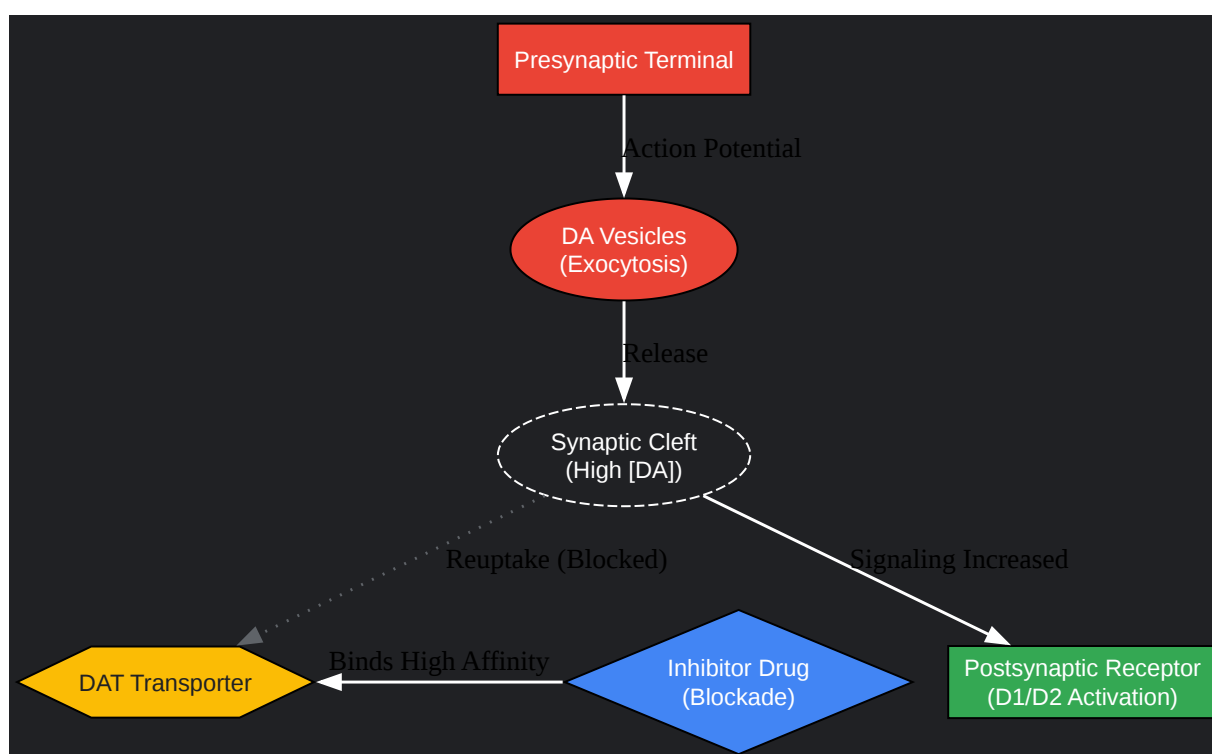 Presynaptic Terminal
Action Potential
DA Vesicles
(Exocytosis)
Release
Synaptic Cleft
(High [DA])
Reuptake (Blocked)
Signaling Increased
DAT Transporter
Binds High Affinity
Inhibitor Drug
(Blockade)
Postsynaptic Receptor
(D1/D2 Activation)